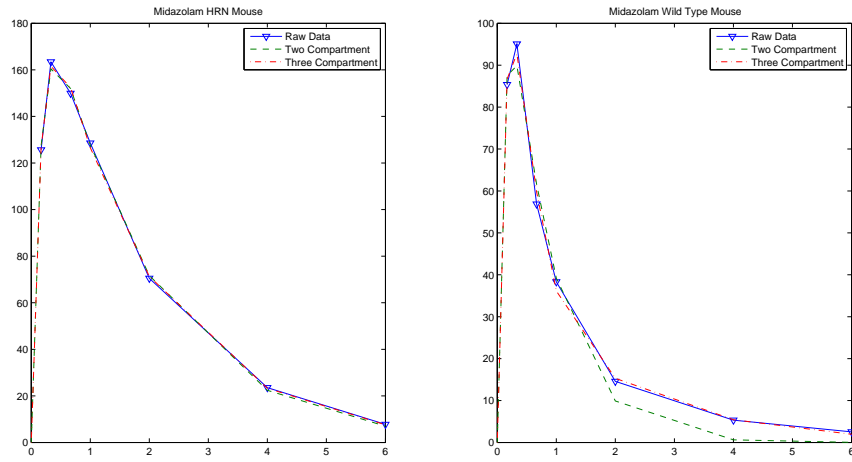 Midazolam HRN Mouse
180
160
140
120
100
80
60
40
20
0
0 1 2 3 4 5 6
Raw Data
Two Compartment
Three Compartment
Midazolam Wild Type Mouse
100
90
80
70
60
50
40
30
20
10
0
0 1 2 3 4 5 6
Raw Data
Two Compartment
Three Compartment